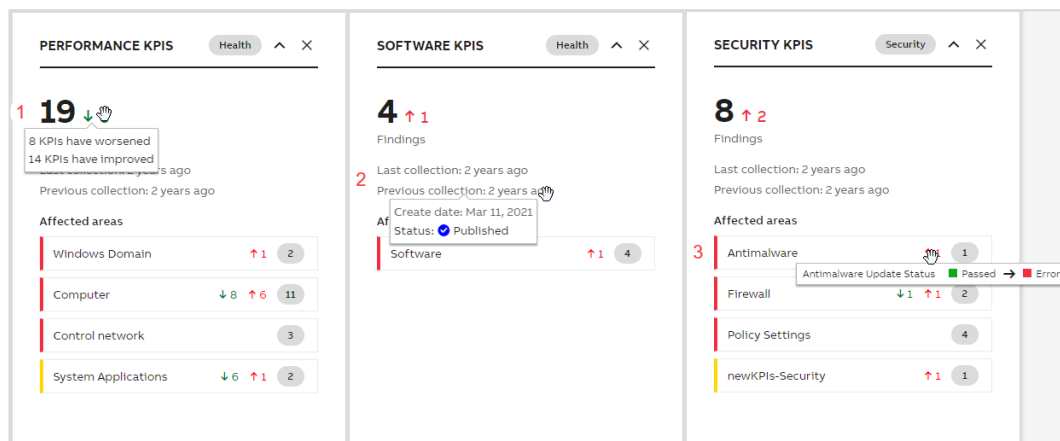 PERFORMANCE KPIS Health
1 19 ↓
8 KPIs have worsened
14 KPIs have improved
Previous collection: 2 years ago
Affected areas
Windows Domain ↑ 1 2
Computer ↓ 8 ↑ 6 11
Control network 3
System Applications ↓ 6 ↑ 1 2
SOFTWARE KPIS Health
4 ↑ 1
Findings
Last collection: 2 years ago
2 Previous collection: 2 years ago
Create date: Mar 11, 2021
Status: Published
Software ↑ 1 4
SECURITY KPIS Security
8 ↑ 2
Findings
Last collection: 2 years ago
Previous collection: 2 years ago
Affected areas
3 Antimalware 1
Antimalware Update Status Passed → Error
Firewall ↓ 1 ↑ 1 2
Policy Settings 4
newKPIs-Security ↑ 1 1